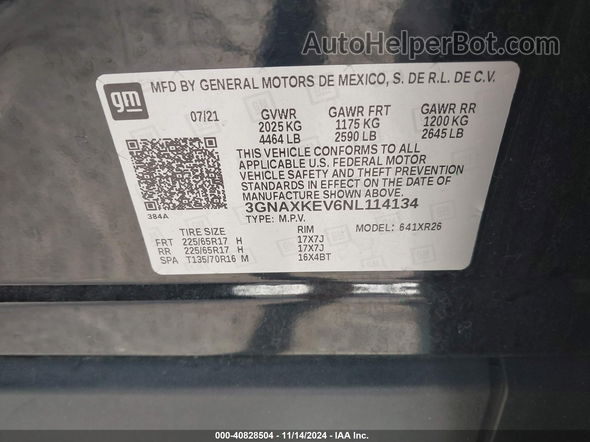 AutoHelperBot.com
gm
MFD BY GENERAL MOTORS DE MEXICO, S. DE R.L. DE C.V.
07/21 GVWR GAWR FRT GAWR RR
2025 KG 1175 KG 1200 KG
4464 LB 2590 LB 2645 LB
THIS VEHICLE CONFORMS TO ALL
APPLICABLE U.S. FEDERAL MOTOR
VEHICLE SAFETY AND THEFT PREVENTION
STANDARDS IN EFFECT ON THE DATE OF
MANUFACTURE SHOWN ABOVE.
3GNAXKEV6NL114134
384A
TYPE: M.P.V. MODEL: 641XR26
TIRE SIZE RIM
FRT 225/65R17 H 17X7J
RR 225/65R17 H 17X7J
SPA T135/70R16 M 16X4BT
000-40828504 - 11/14/2024 - IAA Inc.